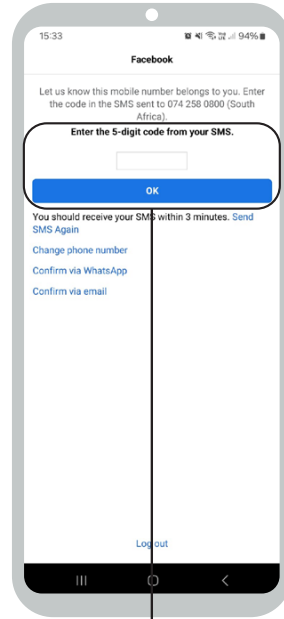 15:33
94%
Facebook
Let us know this mobile number belongs to you. Enter
the code in the SMS sent to 074 258 0800 (South
Africa).
Enter the 5-digit code from your SMS.
OK
You should receive your SMS within 3 minutes. Send
SMS Again
Change phone number
Confirm via WhatsApp
Confirm via email
Log out